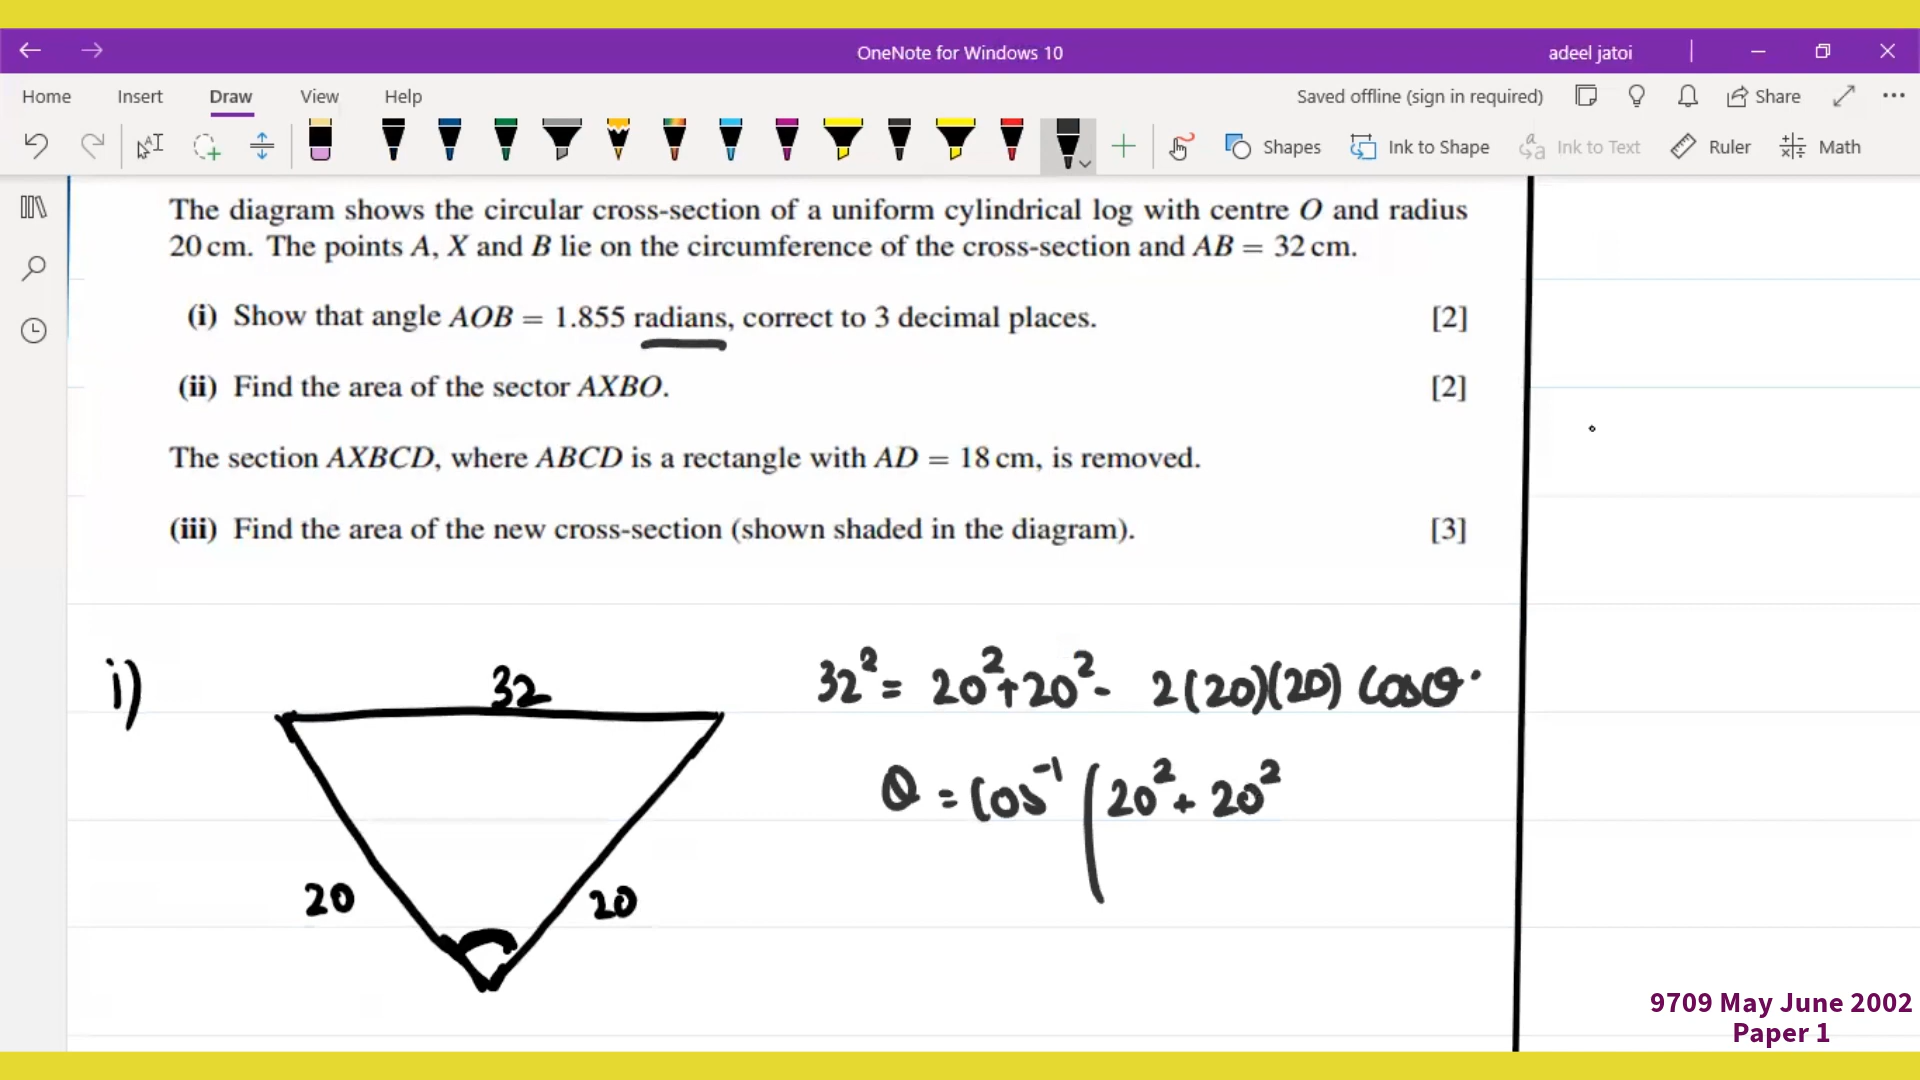 OneNote for Windows 10
adeel jatoi
Home Insert Draw View Help
Saved offline (sign in required) Share
Shapes Ink to Shape Ink to Text Ruler Math
The diagram shows the circular cross-section of a uniform cylindrical log with centre O and radius
20 cm. The points A, X and B lie on the circumference of the cross-section and AB = 32 cm.
(i) Show that angle AOB = 1.855 radians, correct to 3 decimal places. [2]
(ii) Find the area of the sector AXBO. [2]
The section AXBCD, where ABCD is a rectangle with AD = 18 cm, is removed.
(iii) Find the area of the new cross-section (shown shaded in the diagram). [3]
i)
32
20
20
32² = 20² + 20² - 2(20)(20) Cosθ.
θ = Cos⁻¹ ( 20² + 20²
9709 May June 2002
Paper 1